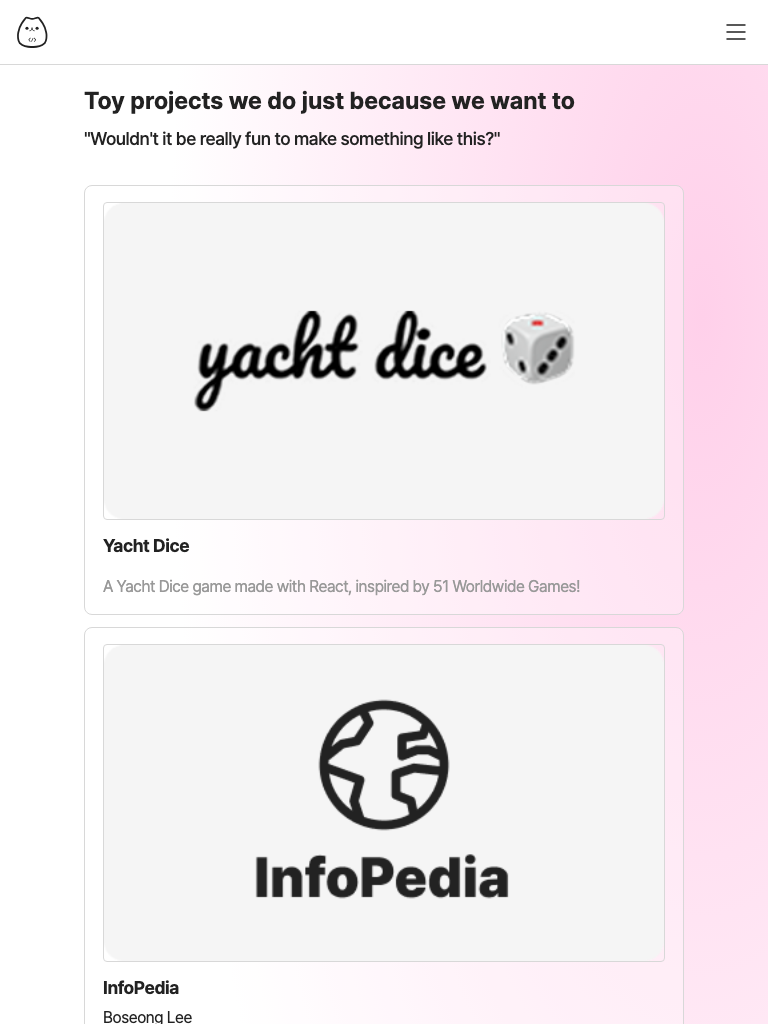 Toy projects we do just because we want to
"Wouldn't it be really fun to make something like this?"
yacht dice
Yacht Dice
A Yacht Dice game made with React, inspired by 51 Worldwide Games!
InfoPedia
InfoPedia
Boseong Lee